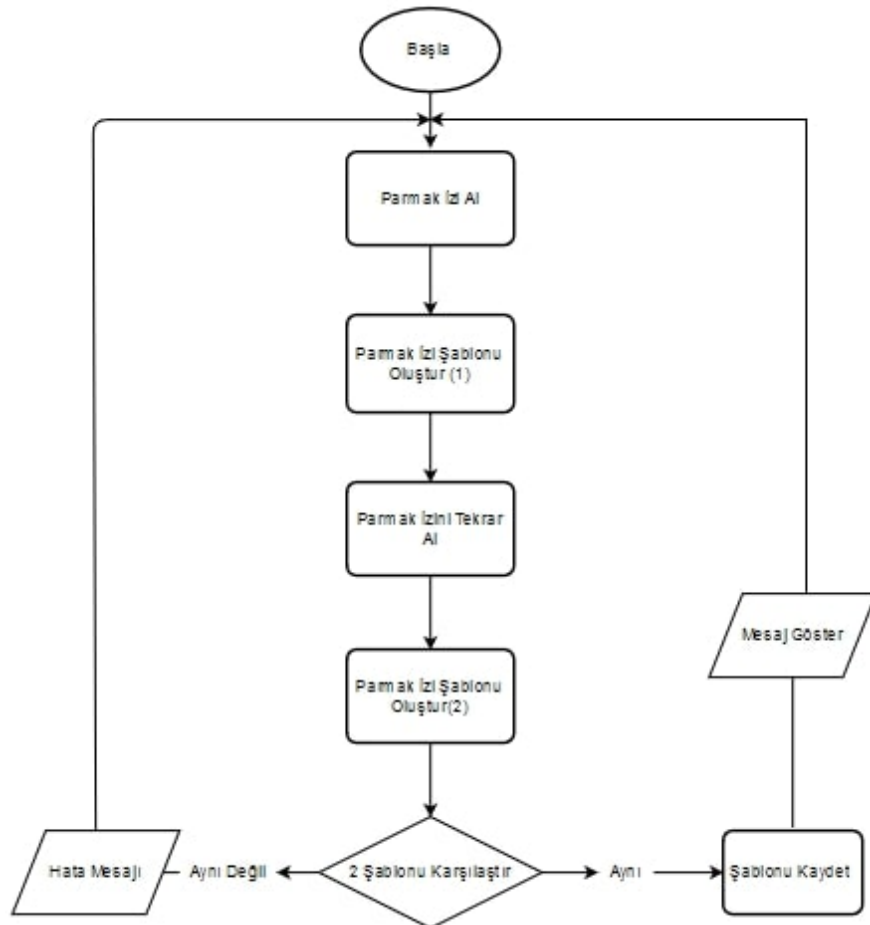 Başla
Parmak İzi Al
Parmak İzi Şablonu
Oluştur (1)
Parmak İzini Tekrar
Al
Parmak İzi Şablonu
Oluştur(2)
Mesaj Göster
Hata Mesajı
Aynı Değill
2 Şablonu Karşılaştır
Aynı
Şablonu Kaydet